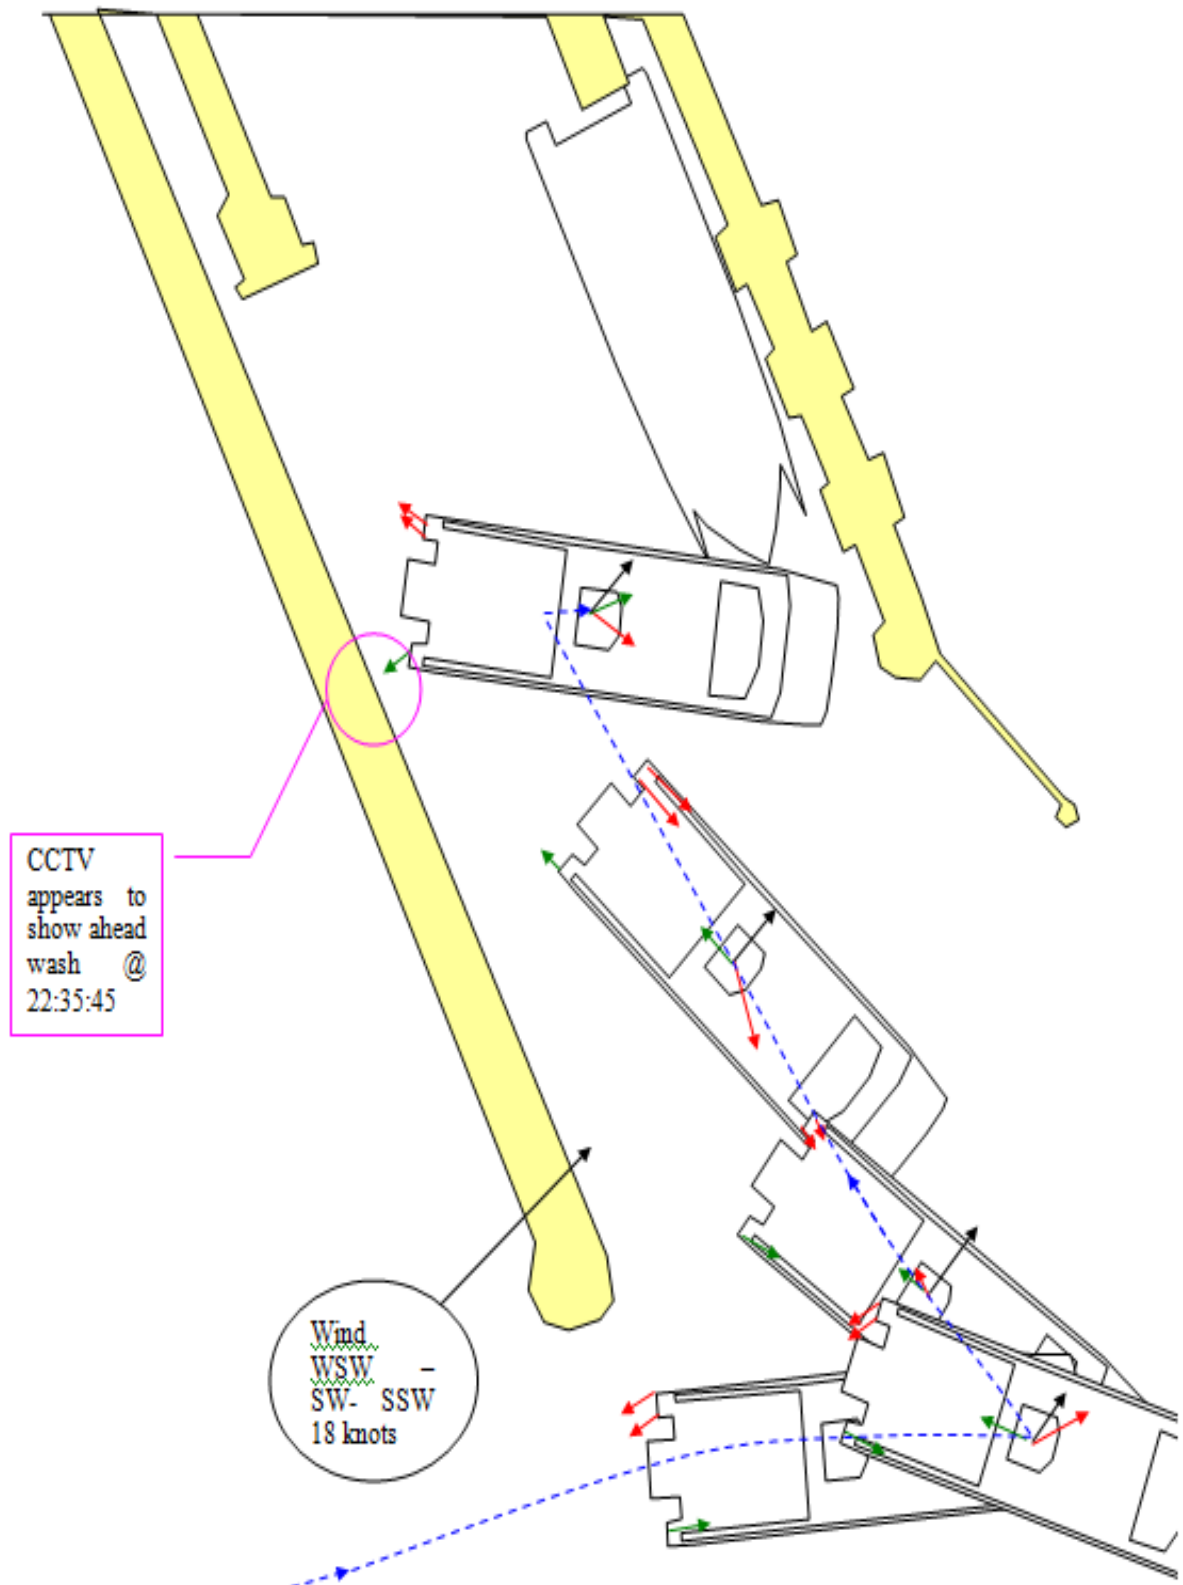 CCTV
appears to
show ahead
wash @
22:35:45
Wind
WSW –
SW- SSW
18 knots